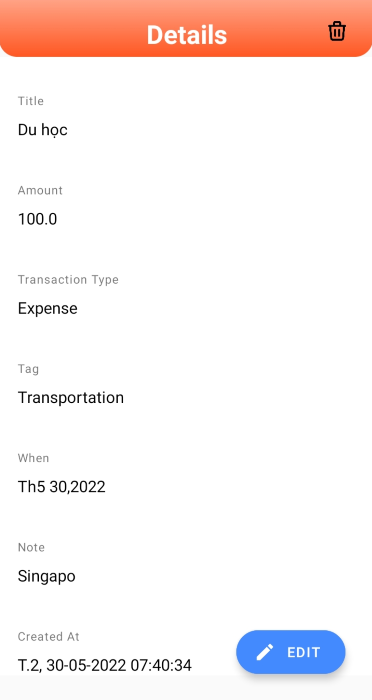 Details
Title
Du học
Amount
100.0
Transaction Type
Expense
Tag
Transportation
When
Th5 30,2022
Note
Singapo
Created At
T.2, 30-05-2022 07:40:34
EDIT